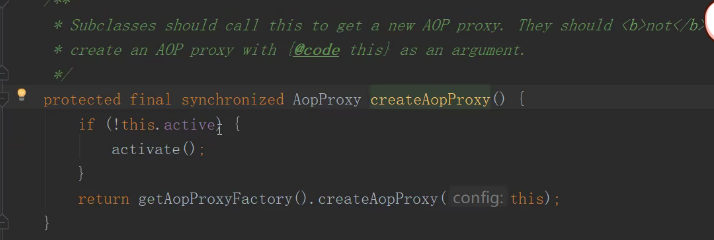 /**
* Subclasses should call this to get a new AOP proxy. They should <b>not</b>
* create an AOP proxy with {@code this} as an argument.
*/
protected final synchronized AopProxy createAopProxy() {
if (!this.active) {
activate();
}
return getAopProxyFactory().createAopProxy( config: this);
}